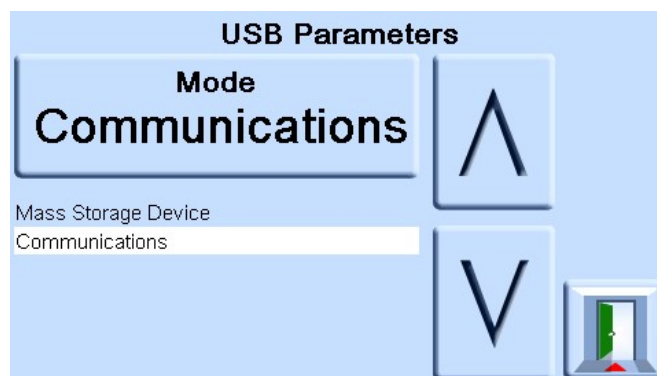 USB Parameters
Mode
Communications
Mass Storage Device
Communications